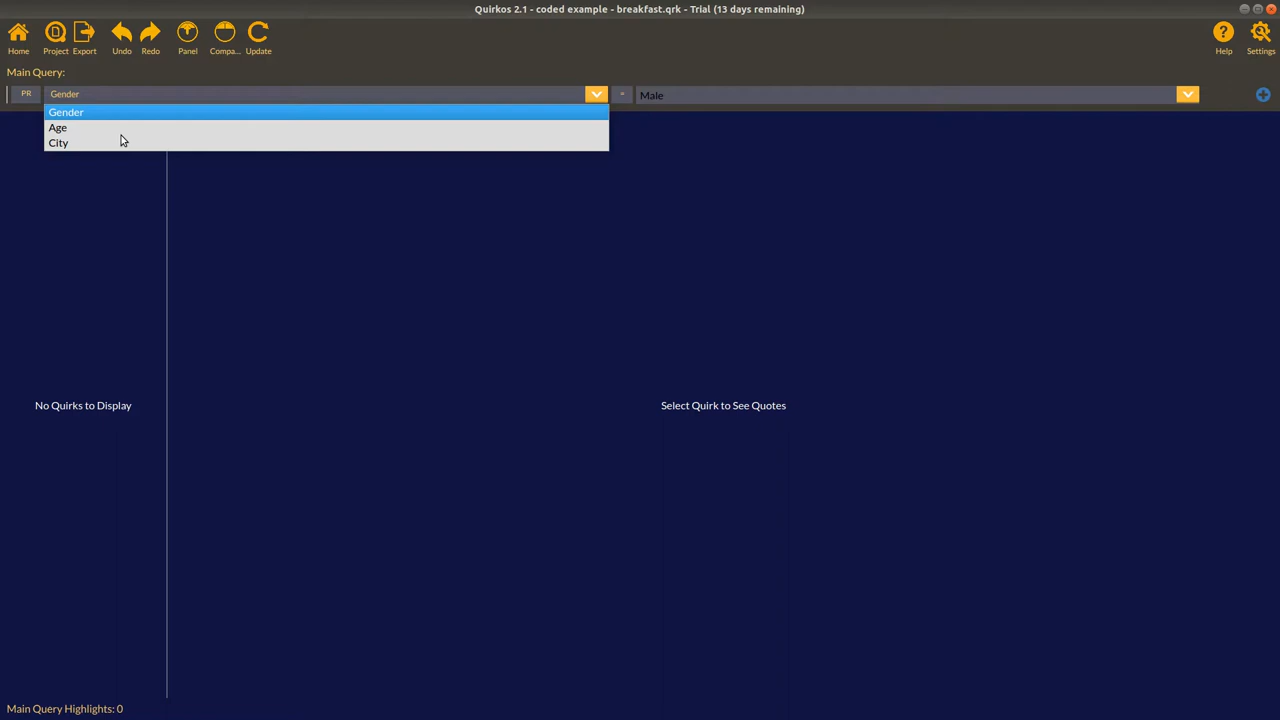 Quirkos 2.1 - coded example - breakfast.qrk - Trial (13 days remaining)
Home Project Export Undo Redo Panel Compa... Update Help Settings
Main Query:
PR Gender = Male
Gender
Age
City
No Quirks to Display
Select Quirk to See Quotes
Main Query Highlights: 0